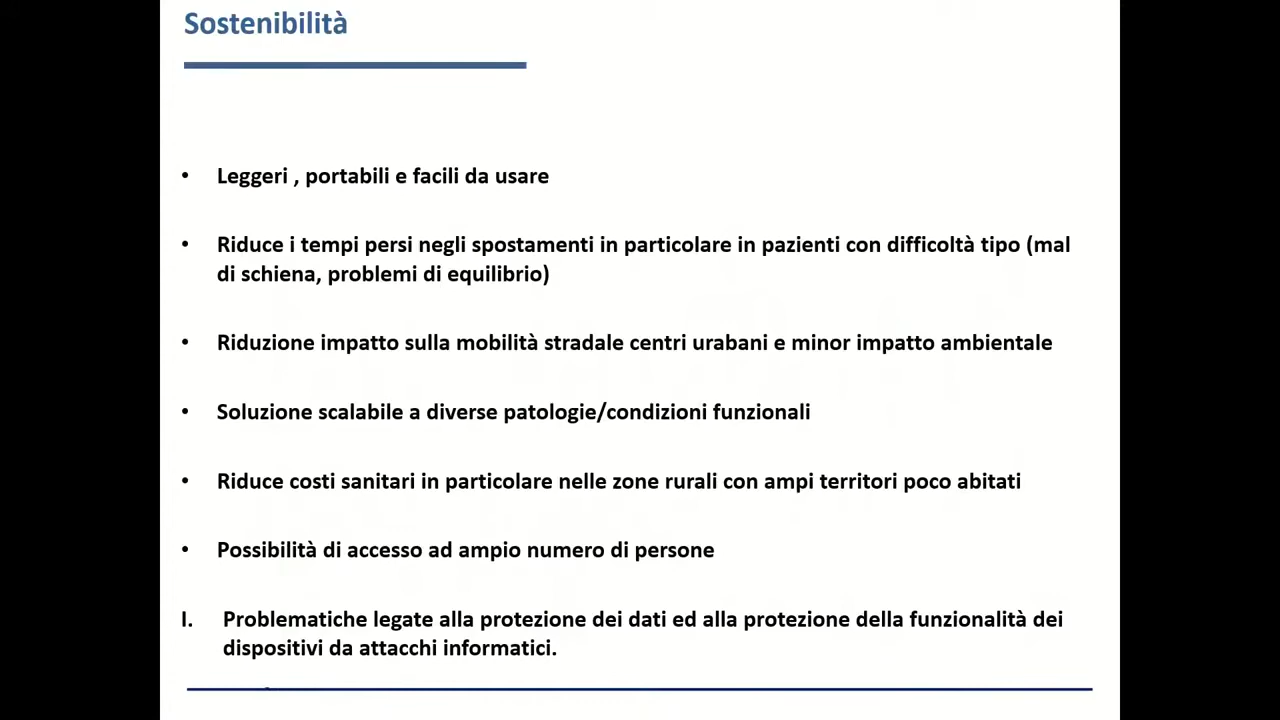 Sostenibilità
• Leggeri , portabili e facili da usare
• Riduce i tempi persi negli spostamenti in particolare in pazienti con difficoltà tipo (mal
di schiena, problemi di equilibrio)
• Riduzione impatto sulla mobilità stradale centri urabani e minor impatto ambientale
• Soluzione scalabile a diverse patologie/condizioni funzionali
• Riduce costi sanitari in particolare nelle zone rurali con ampi territori poco abitati
• Possibilità di accesso ad ampio numero di persone
I. Problematiche legate alla protezione dei dati ed alla protezione della funzionalità dei
dispositivi da attacchi informatici.